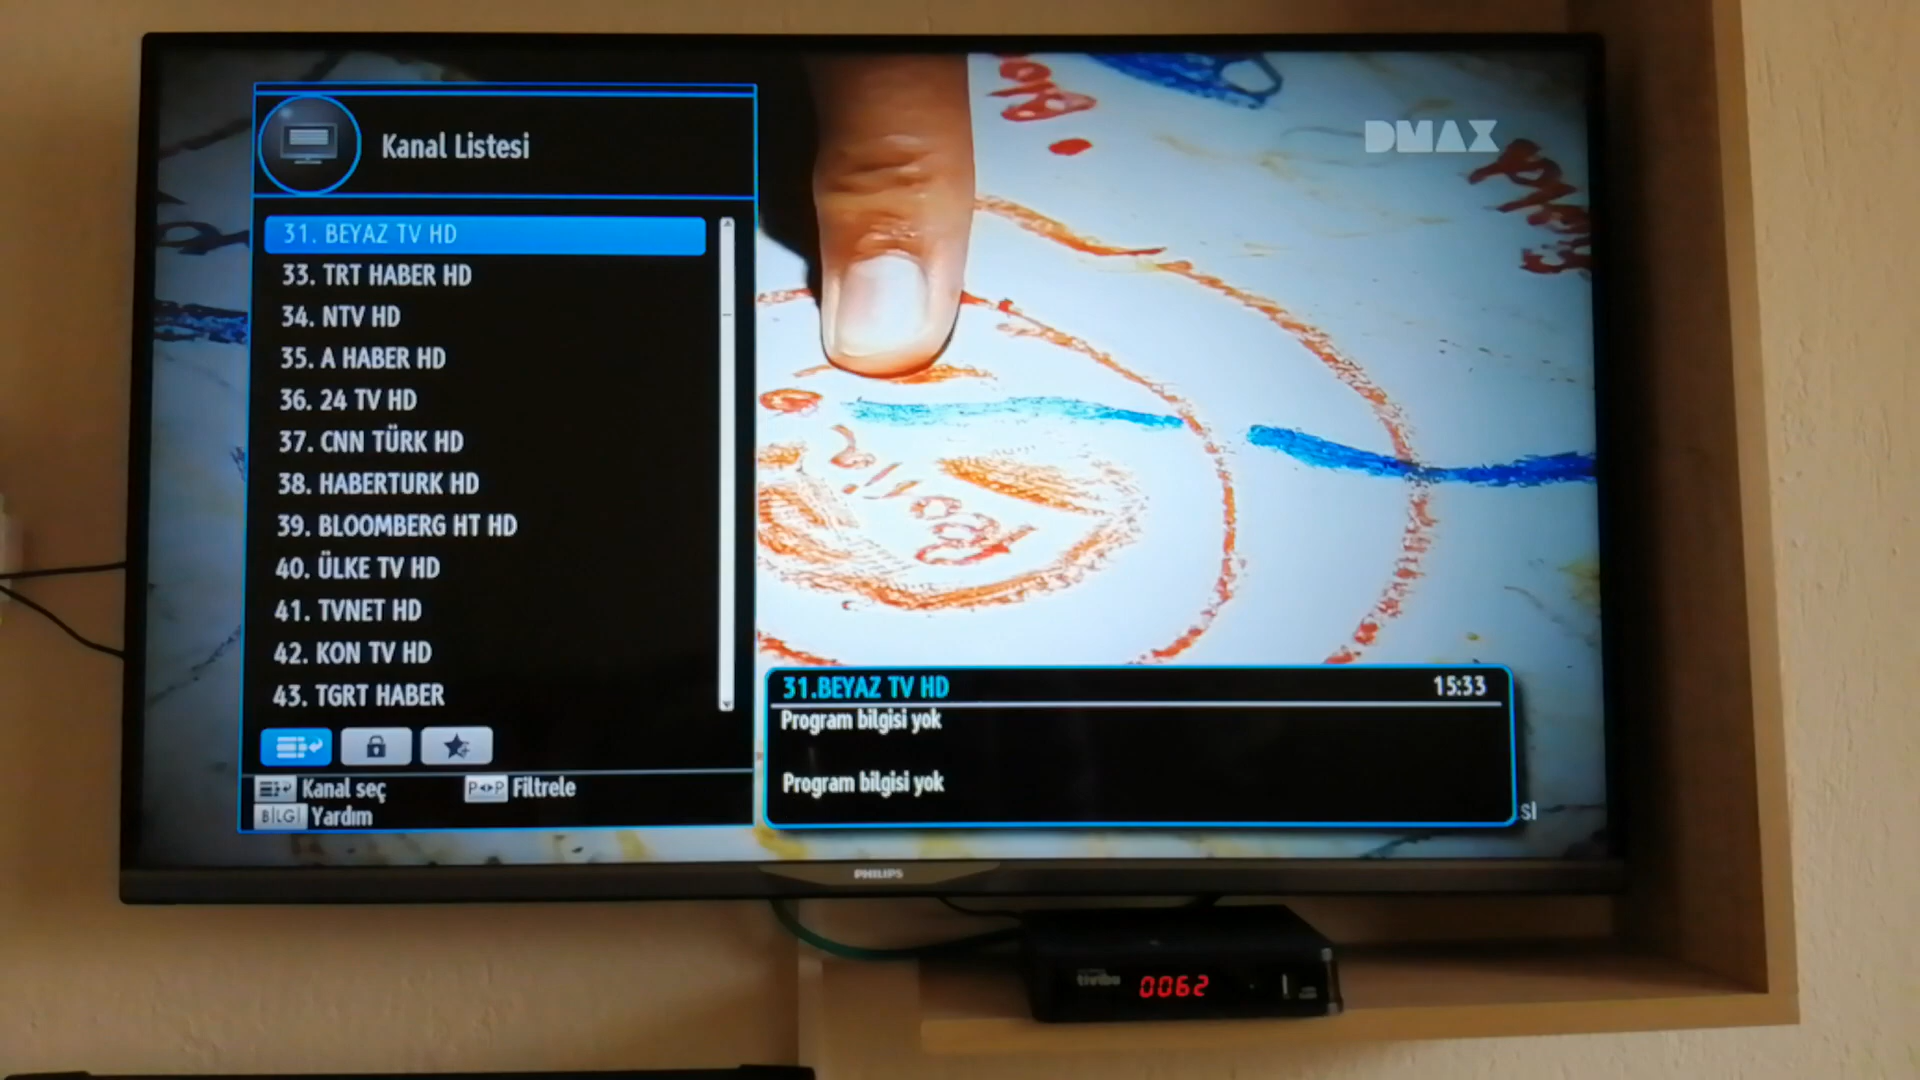 Kanal Listesi
DMAX
31. BEYAZ TV HD
33. TRT HABER HD
34. NTV HD
35. A HABER HD
36. 24 TV HD
37. CNN TÜRK HD
38. HABERTURK HD
39. BLOOMBERG HT HD
40. ÜLKE TV HD
41. TVNET HD
42. KON TV HD
43. TGRT HABER
Kanal seç
P◂▸P Filtrele
BİLGİ Yardım
31.BEYAZ TV HD 15:33
Program bilgisi yok
Program bilgisi yok
PHILIPS
tivibu 0062